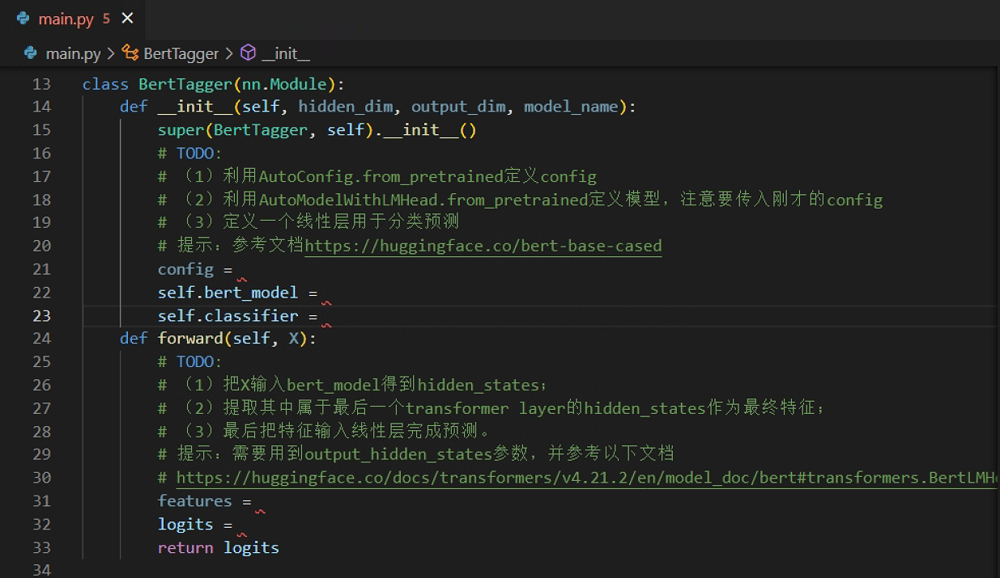 main.py 5 ×
main.py > BertTagger > __init__
13 class BertTagger(nn.Module):
14 def __init__(self, hidden_dim, output_dim, model_name):
15 super(BertTagger, self).__init__()
16 # TODO:
17 # （1）利用AutoConfig.from_pretrained定义config
18 # （2）利用AutoModelWithLMHead.from_pretrained定义模型，注意要传入刚才的config
19 # （3）定义一个线性层用于分类预测
20 # 提示：参考文档https://huggingface.co/bert-base-cased
21 config =
22 self.bert_model =
23 self.classifier =
24 def forward(self, X):
25 # TODO:
26 # （1）把X输入bert_model得到hidden_states；
27 # （2）提取其中属于最后一个transformer layer的hidden_states作为最终特征；
28 # （3）最后把特征输入线性层完成预测。
29 # 提示：需要用到output_hidden_states参数，并参考以下文档
30 # https://huggingface.co/docs/transformers/v4.21.2/en/model_doc/bert#transformers.BertLMH
31 features =
32 logits =
33 return logits
34